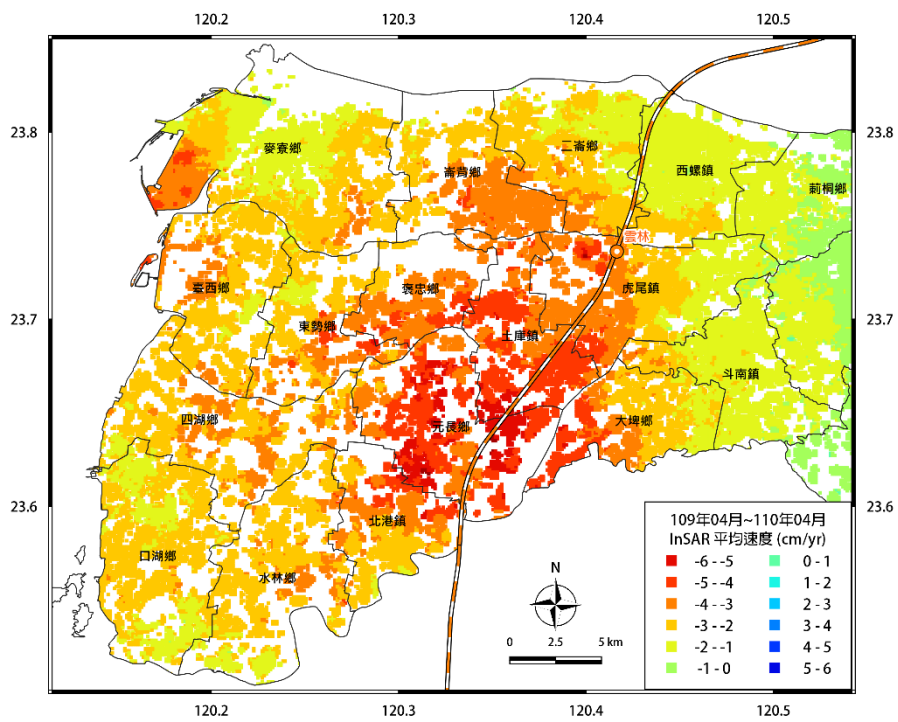 120.2 120.3 120.4 120.5
23.8
23.7
23.6
23.8
23.7
23.6
麥寮鄉
崙背鄉
二崙鄉
西螺鎮
莿桐鄉
雲林
臺西鄉
褒忠鄉
虎尾鎮
東勢鄉
土庫鎮
斗南鎮
四湖鄉
元長鄉
大埤鄉
北港鎮
口湖鄉
水林鄉
N
0 2.5 5 km
109年04月~110年04月
InSAR 平均速度 (cm/yr)
-6 - -5 0 - 1
-5 - -4 1 - 2
-4 - -3 2 - 3
-3 - -2 3 - 4
-2 - -1 4 - 5
-1 - 0 5 - 6
120.2 120.3 120.4 120.5